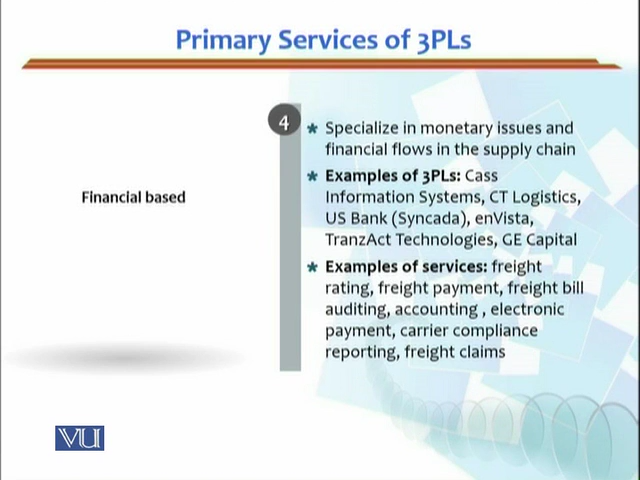 Primary Services of 3PLs
4
Financial based
* Specialize in monetary issues and
financial flows in the supply chain
* Examples of 3PLs: Cass
Information Systems, CT Logistics,
US Bank (Syncada), enVista,
TranzAct Technologies, GE Capital
* Examples of services: freight
rating, freight payment, freight bill
auditing, accounting , electronic
payment, carrier compliance
reporting, freight claims
VU